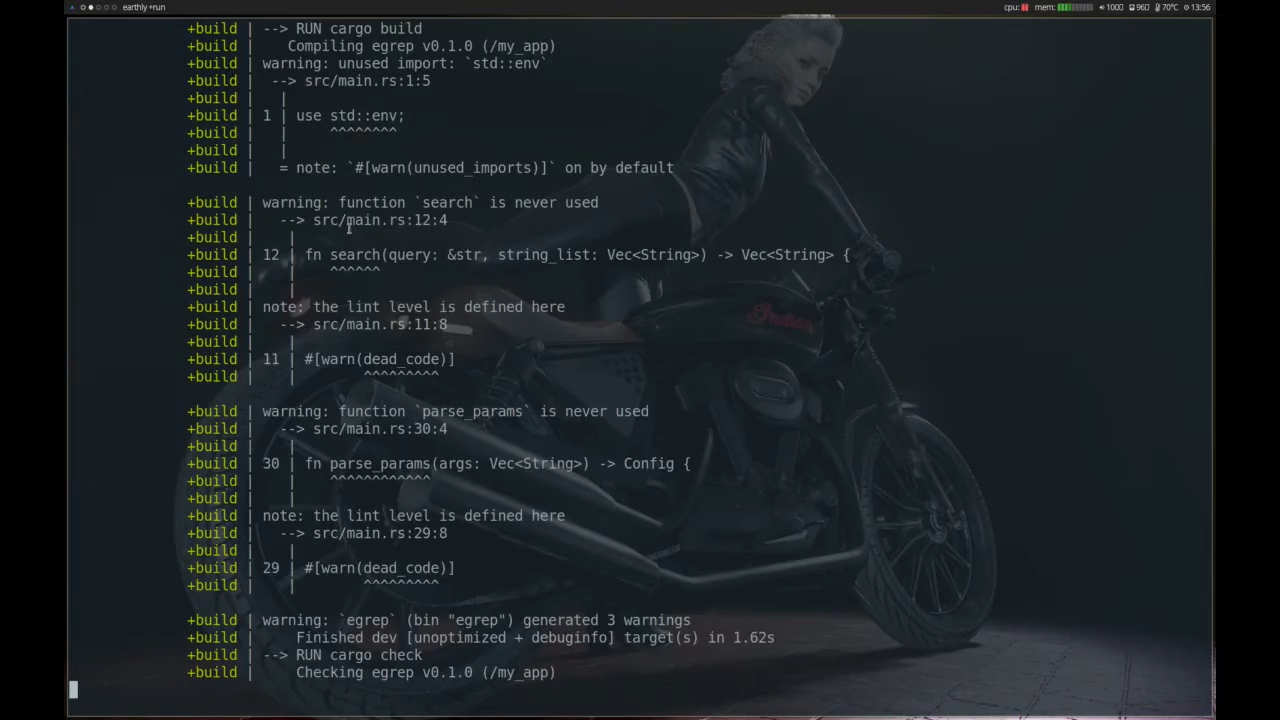 earthly +run
cpu: mem: 100% 96% 70°C 13:56
+build | --> RUN cargo build
+build |    Compiling egrep v0.1.0 (/my_app)
+build | warning: unused import: `std::env`
+build |  --> src/main.rs:1:5
+build |   |
+build | 1 | use std::env;
+build |   |     ^^^^^^^^
+build |   |
+build |   = note: `#[warn(unused_imports)]` on by default
+build | warning: function `search` is never used
+build |   --> src/main.rs:12:4
+build |    |
+build | 12 | fn search(query: &str, string_list: Vec<String>) -> Vec<String> {
+build |    |    ^^^^^^
+build |    |
+build | note: the lint level is defined here
+build |   --> src/main.rs:11:8
+build |    |
+build | 11 | #[warn(dead_code)]
+build |    |        ^^^^^^^^^
+build | warning: function `parse_params` is never used
+build |   --> src/main.rs:30:4
+build |    |
+build | 30 | fn parse_params(args: Vec<String>) -> Config {
+build |    |    ^^^^^^^^^^^^
+build |    |
+build | note: the lint level is defined here
+build |   --> src/main.rs:29:8
+build |    |
+build | 29 | #[warn(dead_code)]
+build |    |        ^^^^^^^^^
+build | warning: `egrep` (bin "egrep") generated 3 warnings
+build |     Finished dev [unoptimized + debuginfo] target(s) in 1.62s
+build | --> RUN cargo check
+build |     Checking egrep v0.1.0 (/my_app)
Indian